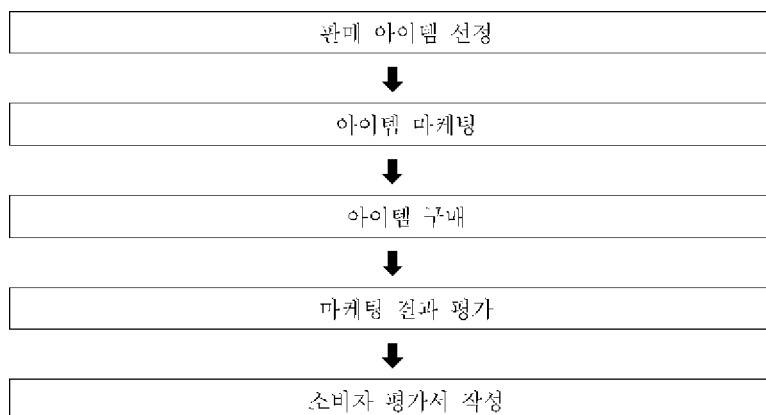 판매 아이템 선정
아이템 마케팅
아이템 구매
마케팅 결과 평가
소비자 평가서 작성